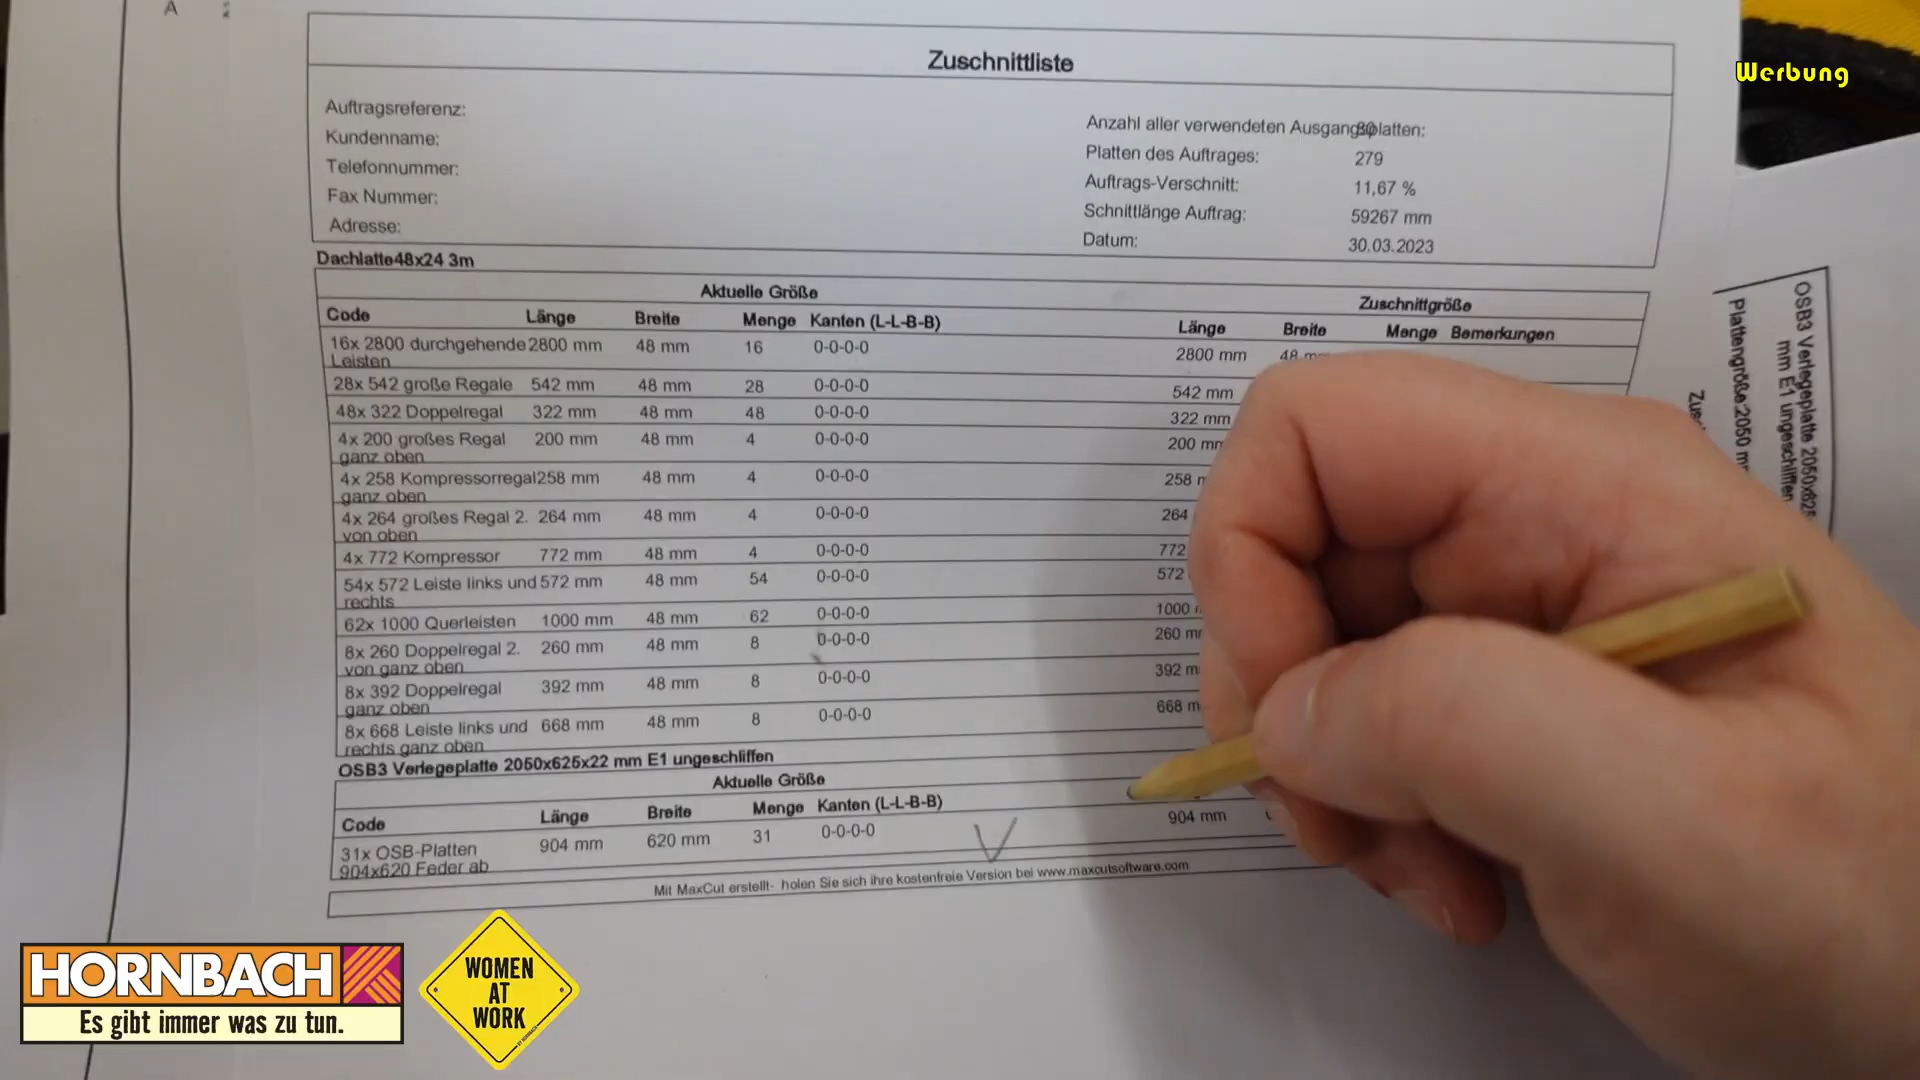 A
Zuschnittliste
Werbung
Auftragsreferenz:
Kundenname:
Telefonnummer:
Fax Nummer:
Adresse:
Anzahl aller verwendeten Ausgangsplatten:
Platten des Auftrages: 279
Auftrags-Verschnitt: 11,67 %
Schnittlänge Auftrag: 59267 mm
Datum: 30.03.2023
Dachlatte48x24 3m
Aktuelle Größe Zuschnittgröße
Code Länge Breite Menge Kanten (L-L-B-B) Länge Breite Menge Bemerkungen
16x 2800 durchgehende 2800 mm 48 mm 16 0-0-0-0 2800 mm 48
Leisten
28x 542 große Regale 542 mm 48 mm 28 0-0-0-0 542 mm
48x 322 Doppelregal 322 mm 48 mm 48 0-0-0-0 322 mm
4x 200 großes Regal 200 mm 48 mm 4 0-0-0-0 200
ganz oben
4x 258 Kompressorregal258 mm 48 mm 4 0-0-0-0 258
ganz oben
4x 264 großes Regal 2. 264 mm 48 mm 4 0-0-0-0 264
von oben
4x 772 Kompressor 772 mm 48 mm 4 0-0-0-0 772
54x 572 Leiste links und 572 mm 48 mm 54 0-0-0-0 572
rechts
62x 1000 Querleisten 1000 mm 48 mm 62 0-0-0-0 1000
8x 260 Doppelregal 2. 260 mm 48 mm 8 0-0-0-0 260
von ganz oben
8x 392 Doppelregal 392 mm 48 mm 8 0-0-0-0 392
ganz oben
8x 668 Leiste links und 668 mm 48 mm 8 0-0-0-0 668
rechts ganz oben
OSB3 Verlegeplatte 2050x625x22 mm E1 ungeschliffen
Aktuelle Größe
Code Länge Breite Menge Kanten (L-L-B-B)
31x OSB-Platten 904 mm 620 mm 31 0-0-0-0 904 mm
904x620 Feder ab
Mit MaxCut erstellt- holen Sie sich ihre kostenfreie Version bei www.maxcutsoftware.com
OSB3 Verlegeplatte 2050x625
mm E1 ungeschliffen
Plattengröße:2050
HORNBACH
Es gibt immer was zu tun.
WOMEN
AT
WORK